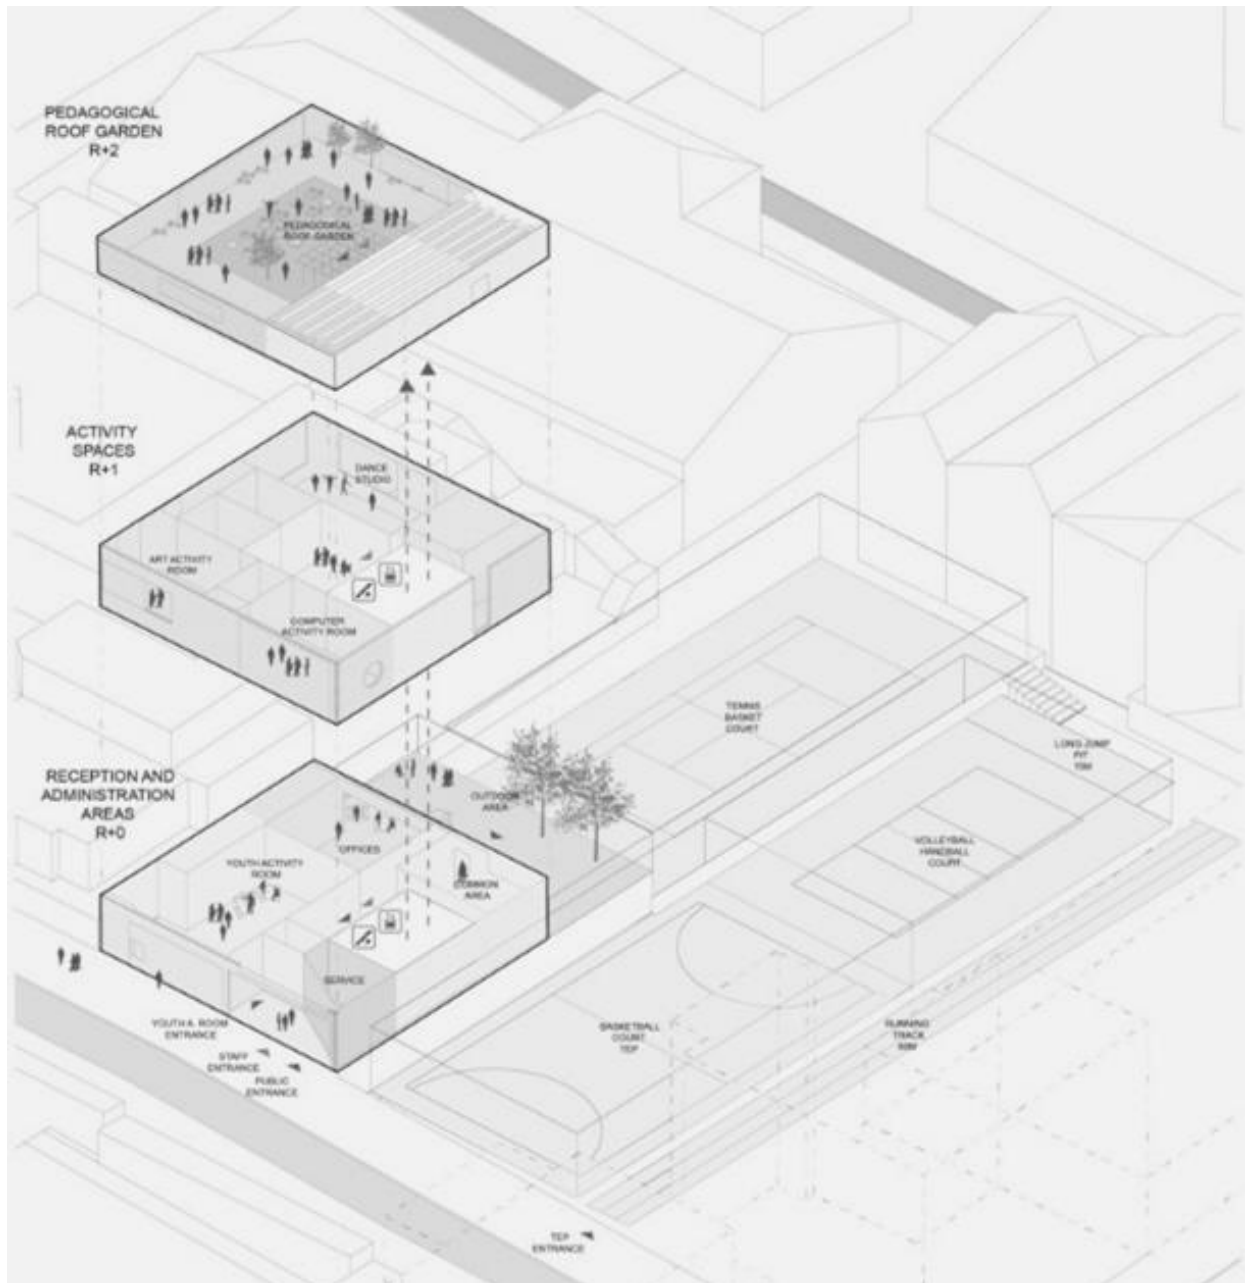 PEDAGOGICAL
ROOF GARDEN
R+2
PEDAGOGICAL
ROOF GARDEN
ACTIVITY
SPACES
R+1
DANCE
STUDIO
ART ACTIVITY
ROOM
COMPUTER
ACTIVITY ROOM
TENNIS
BASKET
COURT
LONG JUMP
PIT
RECEPTION AND
ADMINISTRATION
AREAS
R+0
OUTDOOR
AREA
OFFICES
YOUTH ACTIVITY
ROOM
COMMON
AREA
VOLLEYBALL
HANDBALL
COURT
SERVICE
YOUTH A. ROOM
ENTRANCE
STAFF
ENTRANCE
PUBLIC
ENTRANCE
BASKETBALL
COURT
TEP
RUNNING
TRACK
TEP
ENTRANCE